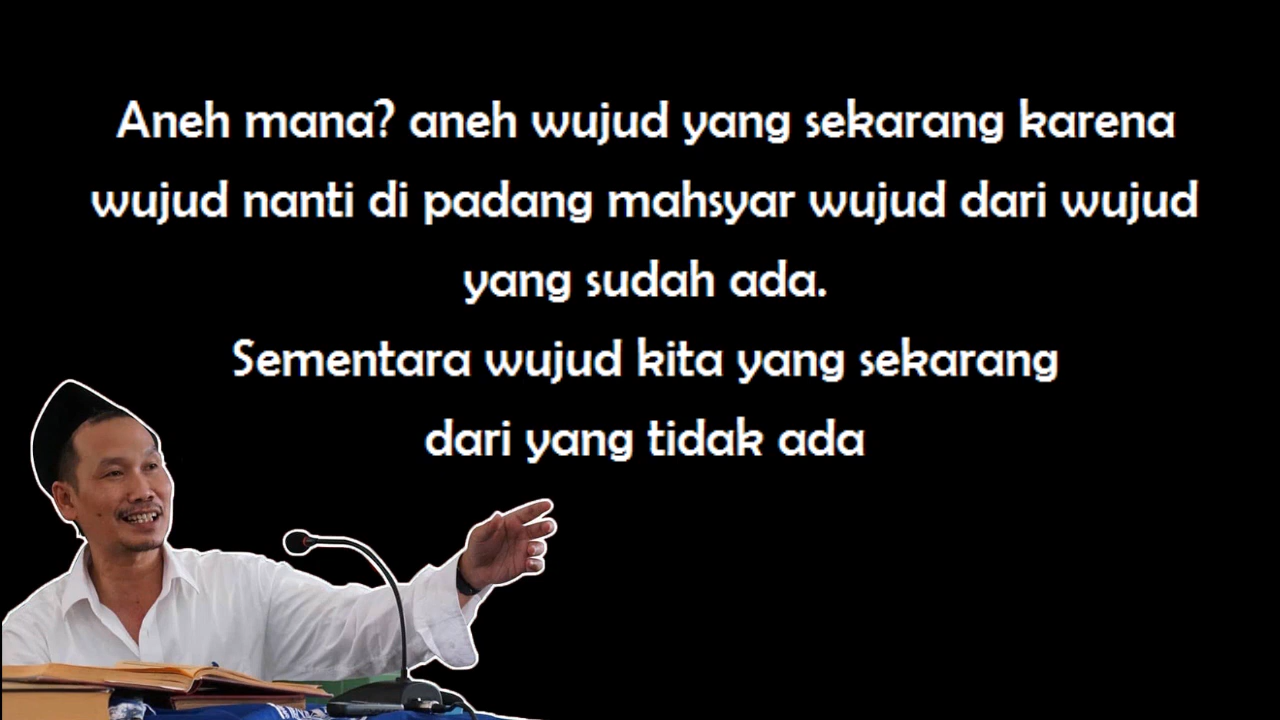 Aneh mana? aneh wujud yang sekarang karena
wujud nanti di padang mahsyar wujud dari wujud
yang sudah ada.
Sementara wujud kita yang sekarang
dari yang tidak ada